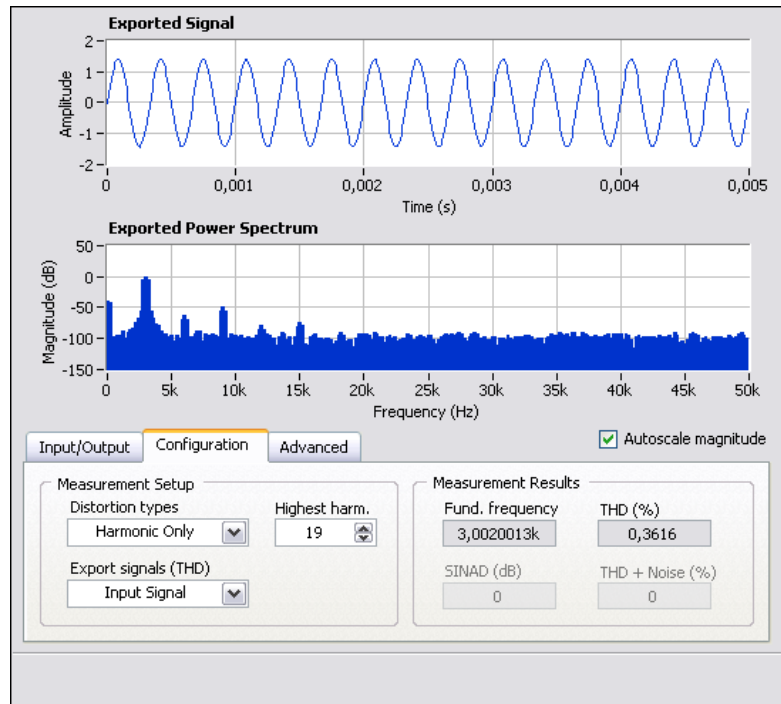 Exported Signal
Amplitude
2
1
0
-1
-2
0 0,001 0,002 0,003 0,004 0,005
Time (s)
Exported Power Spectrum
Magnitude (dB)
50
0
-50
-100
-150
0 5k 10k 15k 20k 25k 30k 35k 40k 45k 50k
Frequency (Hz)
Input/Output Configuration Advanced
Autoscale magnitude
Measurement Setup
Distortion types
Harmonic Only
Highest harm.
19
Export signals (THD)
Input Signal
Measurement Results
Fund. frequency
3,0020013k
THD (%)
0,3616
SINAD (dB)
0
THD + Noise (%)
0